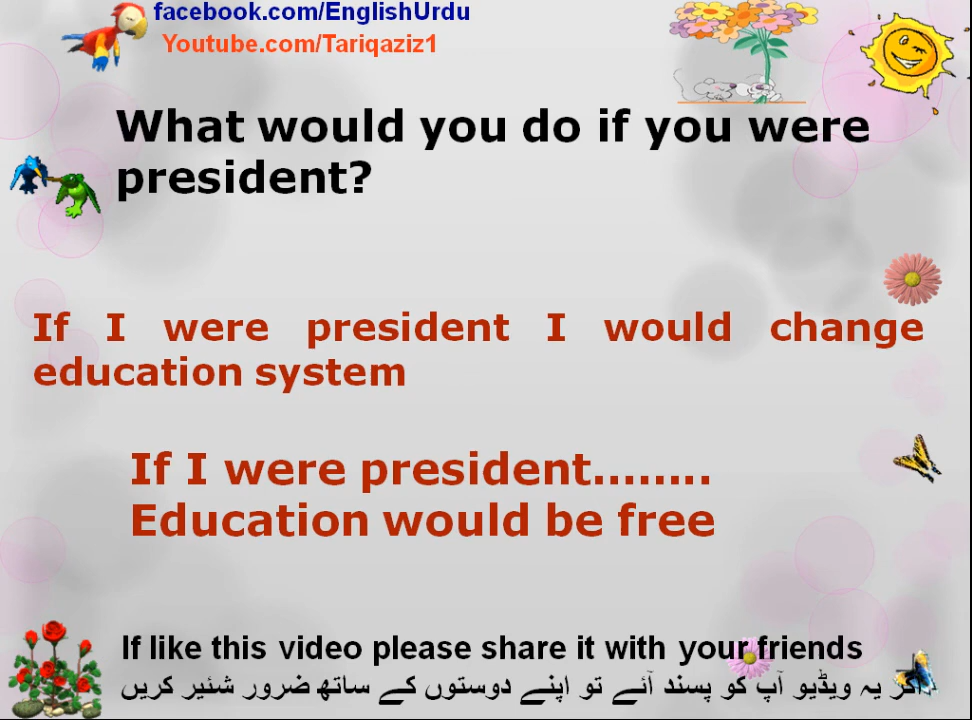 facebook.com/EnglishUrdu
Youtube.com/Tariqaziz1
What would you do if you were
president?
If I were president I would change
education system
If I were president........
Education would be free
If like this video please share it with your friends
اگر یہ ویڈیو آپ کو پسند آئے تو اپنے دوستوں کے ساتھ ضرور شئیر کریں